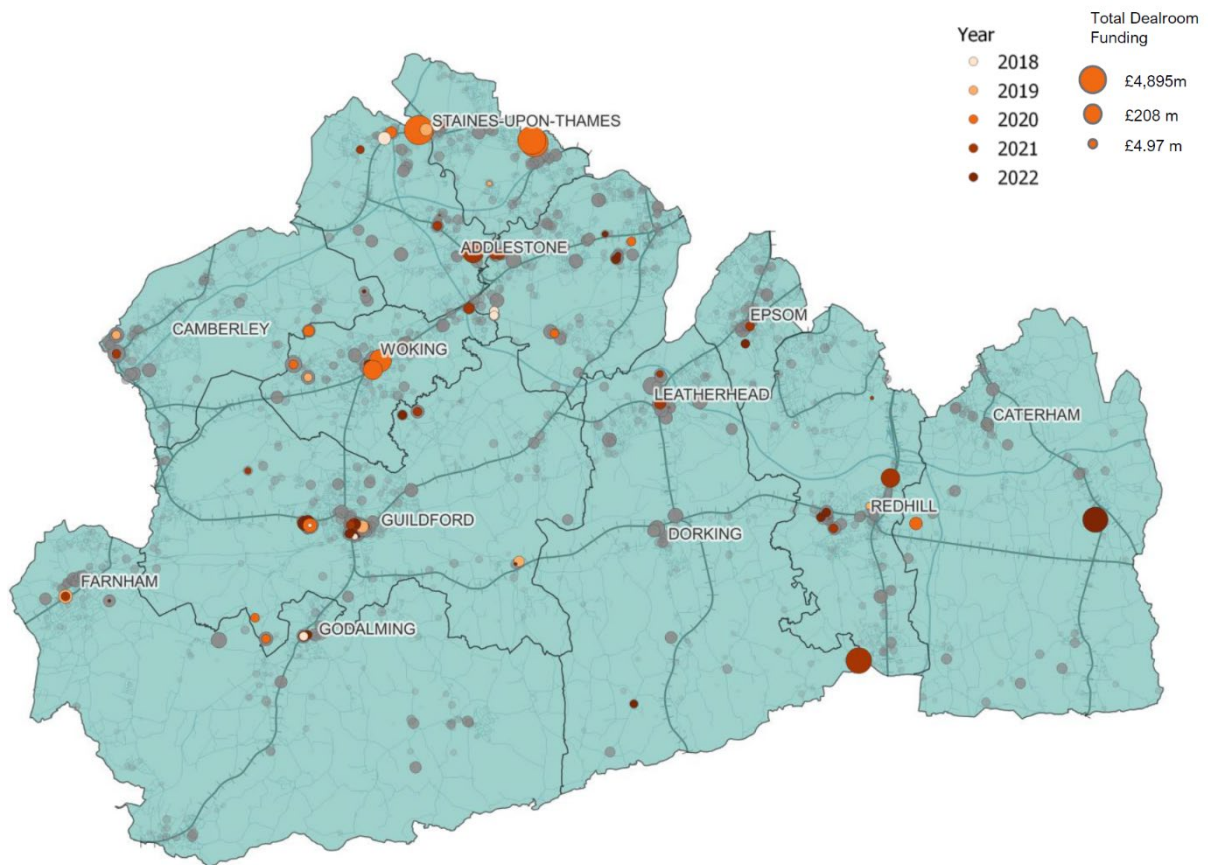 Year
2018
2019
2020
2021
2022
Total Dealroom
Funding
£4,895m
£208 m
£4.97 m
STAINES-UPON-THAMES
ADDLESTONE
CAMBERLEY
WOKING
EPSOM
LEATHERHEAD
CATERHAM
GUILDFORD
DORKING
REDHILL
FARNHAM
GODALMING